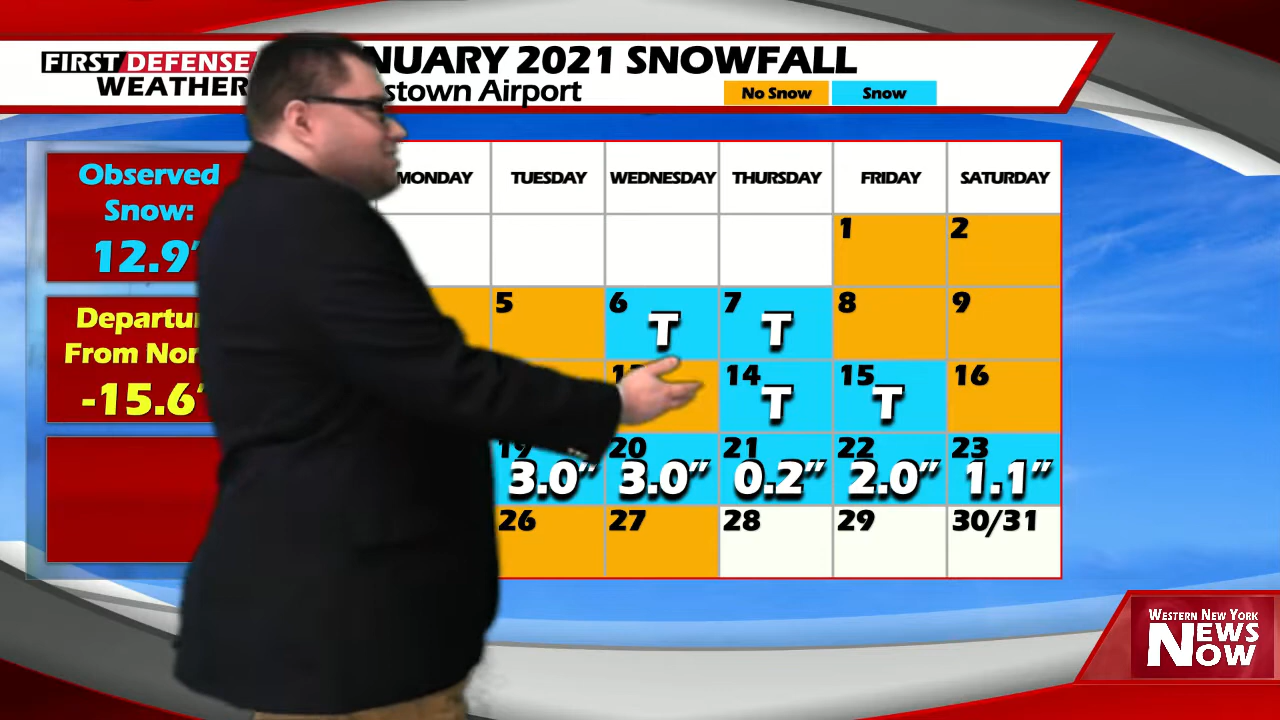 FIRST DEFENSE
WEATHER
NUARY 2021 SNOWFALL
stown Airport
No Snow
Snow
Observed
Snow:
12.9"
Departu
From Nor
-15.6"
MONDAY TUESDAY WEDNESDAY THURSDAY FRIDAY SATURDAY
1 2
5 6 7 8 9
T T
13 14 15 16
T T
19 20 21 22 23
3.0" 3.0" 0.2" 2.0" 1.1"
26 27 28 29 30/31
WESTERN NEW YORK
NEWS
NOW